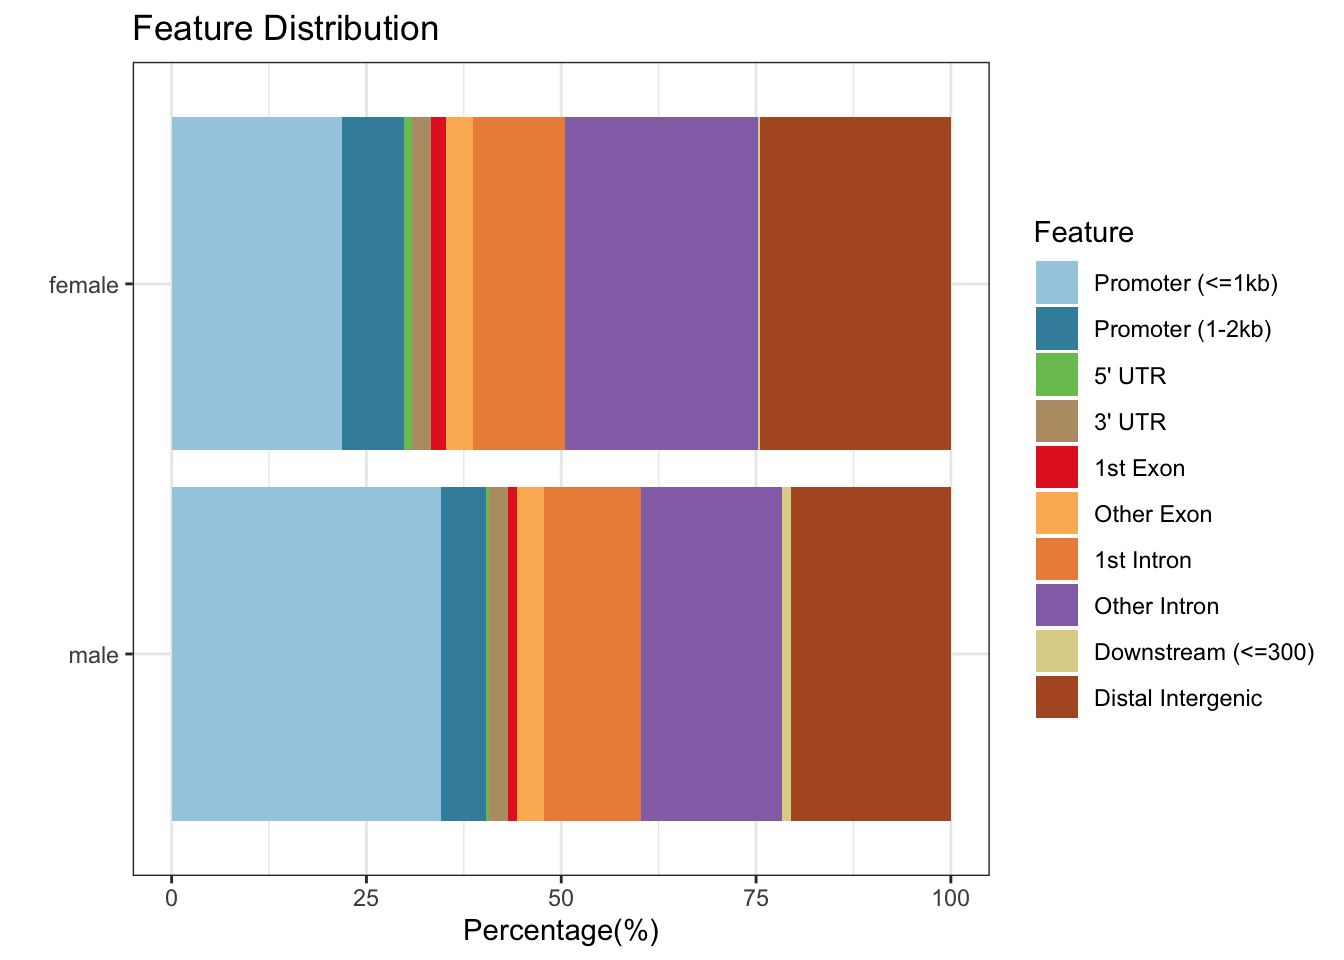 Feature Distribution
female
male
0 25 50 75 100
Percentage(%)
Feature
Promoter (<=1kb)
Promoter (1-2kb)
5' UTR
3' UTR
1st Exon
Other Exon
1st Intron
Other Intron
Downstream (<=300)
Distal Intergenic